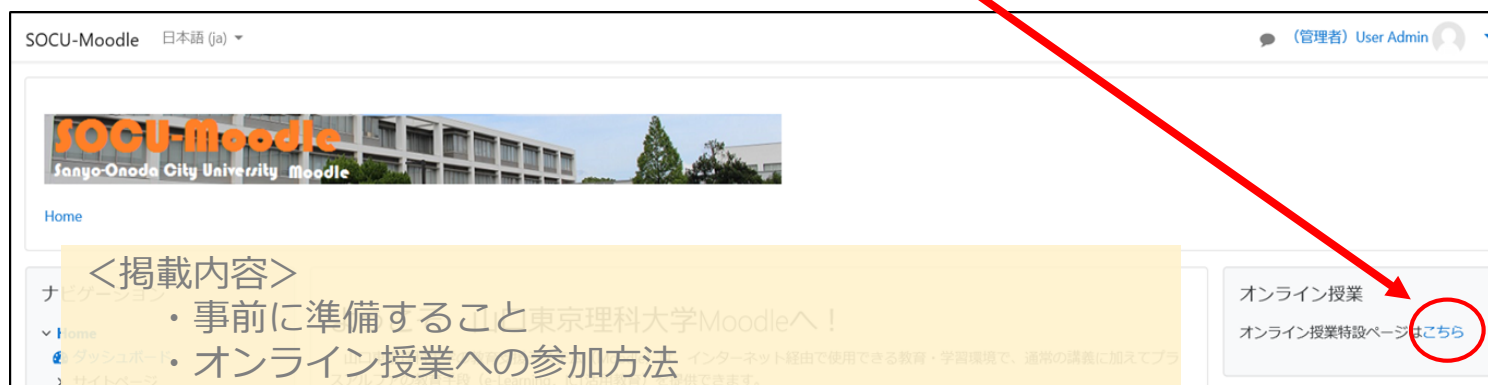 SOCU-Moodle 日本語 (ja)
(管理者) User Admin
SOCU-Moodle
Sanyo-Onoda City University Moodle
Home
<掲載内容>
・事前に準備すること
・オンライン授業への参加方法
ナビゲーション
Home
ダッシュボード
サイトページ
山口東京理科大学Moodleへ！
インターネット経由で使用できる教育・学習環境で、通常の講義に加えてプラ
オンライン授業
オンライン授業特設ページはこちら